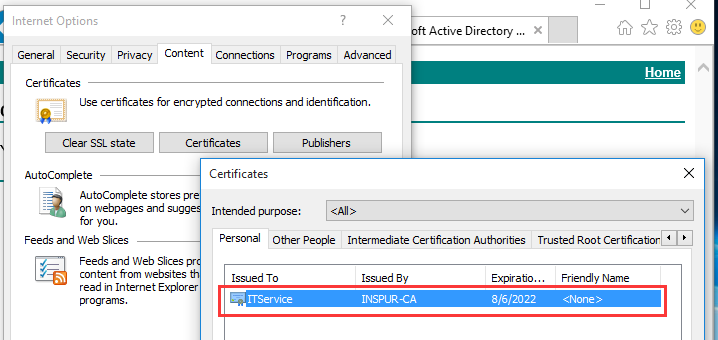 Internet Options
oft Active Directory ...
General Security Privacy Content Connections Programs Advanced
Home
Certificates
Use certificates for encrypted connections and identification.
Clear SSL state Certificates Publishers
AutoComplete
AutoComplete stores pre
on webpages and sugges
for you.
Feeds and Web Slices
Feeds and Web Slices pro
content from websites th
read in Internet Explorer
programs.
Certificates
Intended purpose: <All>
Personal Other People Intermediate Certification Authorities Trusted Root Certification
Issued To Issued By Expiratio... Friendly Name
ITService INSPUR-CA 8/6/2022 <None>